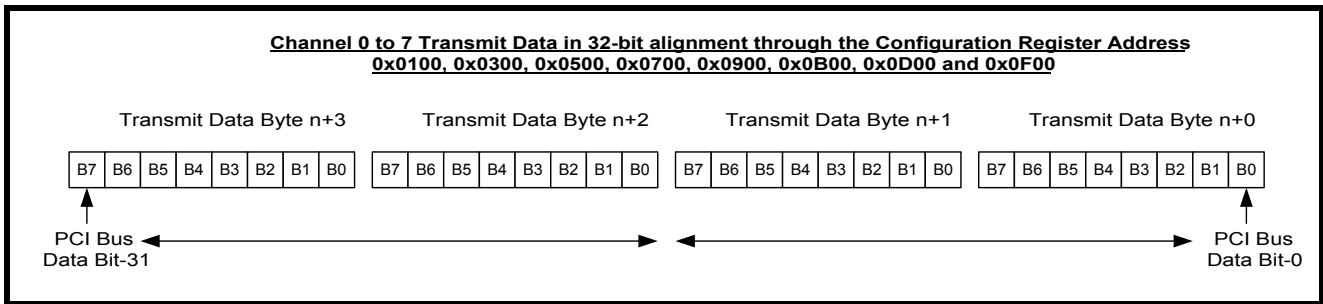 Channel 0 to 7 Transmit Data in 32-bit alignment through the Configuration Register Address
0x0100, 0x0300, 0x0500, 0x0700, 0x0900, 0x0B00, 0x0D00 and 0x0F00
Transmit Data Byte n+3 Transmit Data Byte n+2 Transmit Data Byte n+1 Transmit Data Byte n+0
B7 B6 B5 B4 B3 B2 B1 B0 B7 B6 B5 B4 B3 B2 B1 B0 B7 B6 B5 B4 B3 B2 B1 B0 B7 B6 B5 B4 B3 B2 B1 B0
PCI Bus PCI Bus
Data Bit-31 Data Bit-0